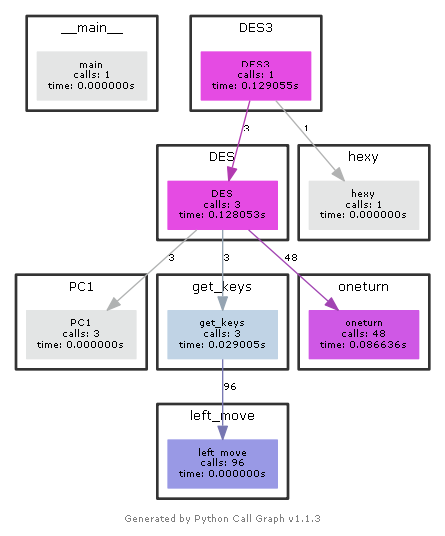 __main__
main
calls: 1
time: 0.000000s
DES3
DES3
calls: 1
time: 0.129055s
3
1
DES
DES
calls: 3
time: 0.128053s
hexy
hexy
calls: 1
time: 0.000000s
3
3
48
PC1
PC1
calls: 3
time: 0.000000s
get_keys
get_keys
calls: 3
time: 0.029005s
oneturn
oneturn
calls: 48
time: 0.086636s
96
left_move
left_move
calls: 96
time: 0.000000s
Generated by Python Call Graph v1.1.3